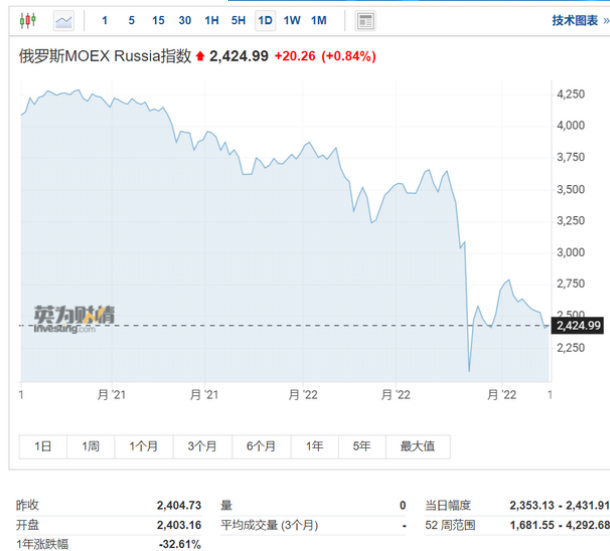 1 5 15 30 1H 5H 1D 1W 1M 技术图表 »
俄罗斯MOEX Russia指数 2,424.99 +20.26 (+0.84%)
4,250
4,000
3,750
3,500
3,250
3,000
2,750
2,500
2,424.99
2,250
英为财情
Investing.com
1 月 '21 月 '21 月 '22 月 '22 月 '22 1
1日 1周 1个月 3个月 6个月 1年 5年 最大值
昨收 2,404.73 量 0 当日幅度 2,353.13 - 2,431.91
开盘 2,403.16 平均成交量 (3个月) - 52 周范围 1,681.55 - 4,292.68
1年涨跌幅 -32.61%